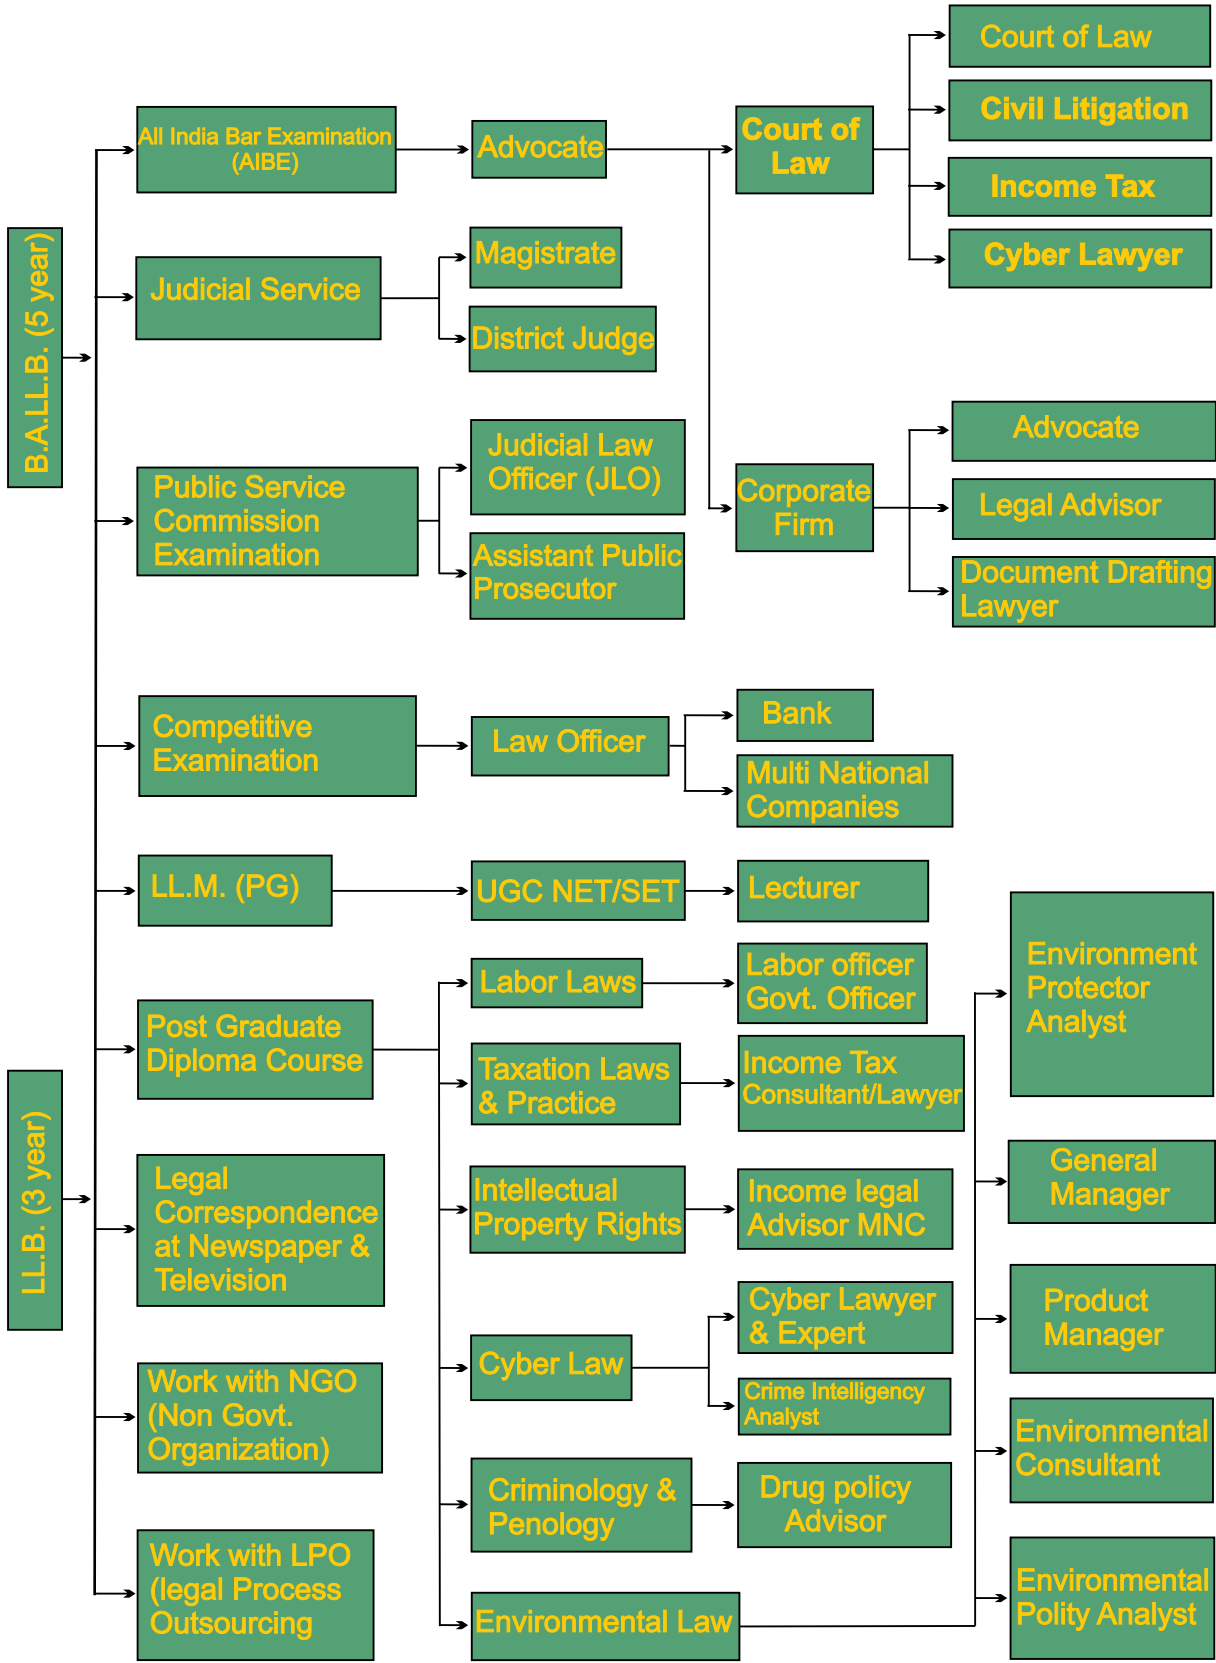 B.A.LL.B. (5 year)
LL.B. (3 year)
All India Bar Examination
(AIBE)
Advocate
Court of
Law
Court of Law
Civil Litigation
Income Tax
Cyber Lawyer
Corporate
Firm
Advocate
Legal Advisor
Document Drafting
Lawyer
Judicial Service
Magistrate
District Judge
Public Service
Commission
Examination
Judicial Law
Officer (JLO)
Assistant Public
Prosecutor
Competitive
Examination
Law Officer
Bank
Multi National
Companies
LL.M. (PG)
UGC NET/SET
Lecturer
Post Graduate
Diploma Course
Labor Laws
Labor officer
Govt. Officer
Taxation Laws
& Practice
Income Tax
Consultant/Lawyer
Intellectual
Property Rights
Income legal
Advisor MNC
Cyber Law
Cyber Lawyer
& Expert
Crime Intelligency
Analyst
Criminology &
Penology
Drug policy
Advisor
Environmental Law
Environment
Protector
Analyst
General
Manager
Product
Manager
Environmental
Consultant
Environmental
Polity Analyst
Legal
Correspondence
at Newspaper &
Television
Work with NGO
(Non Govt.
Organization)
Work with LPO
(legal Process
Outsourcing